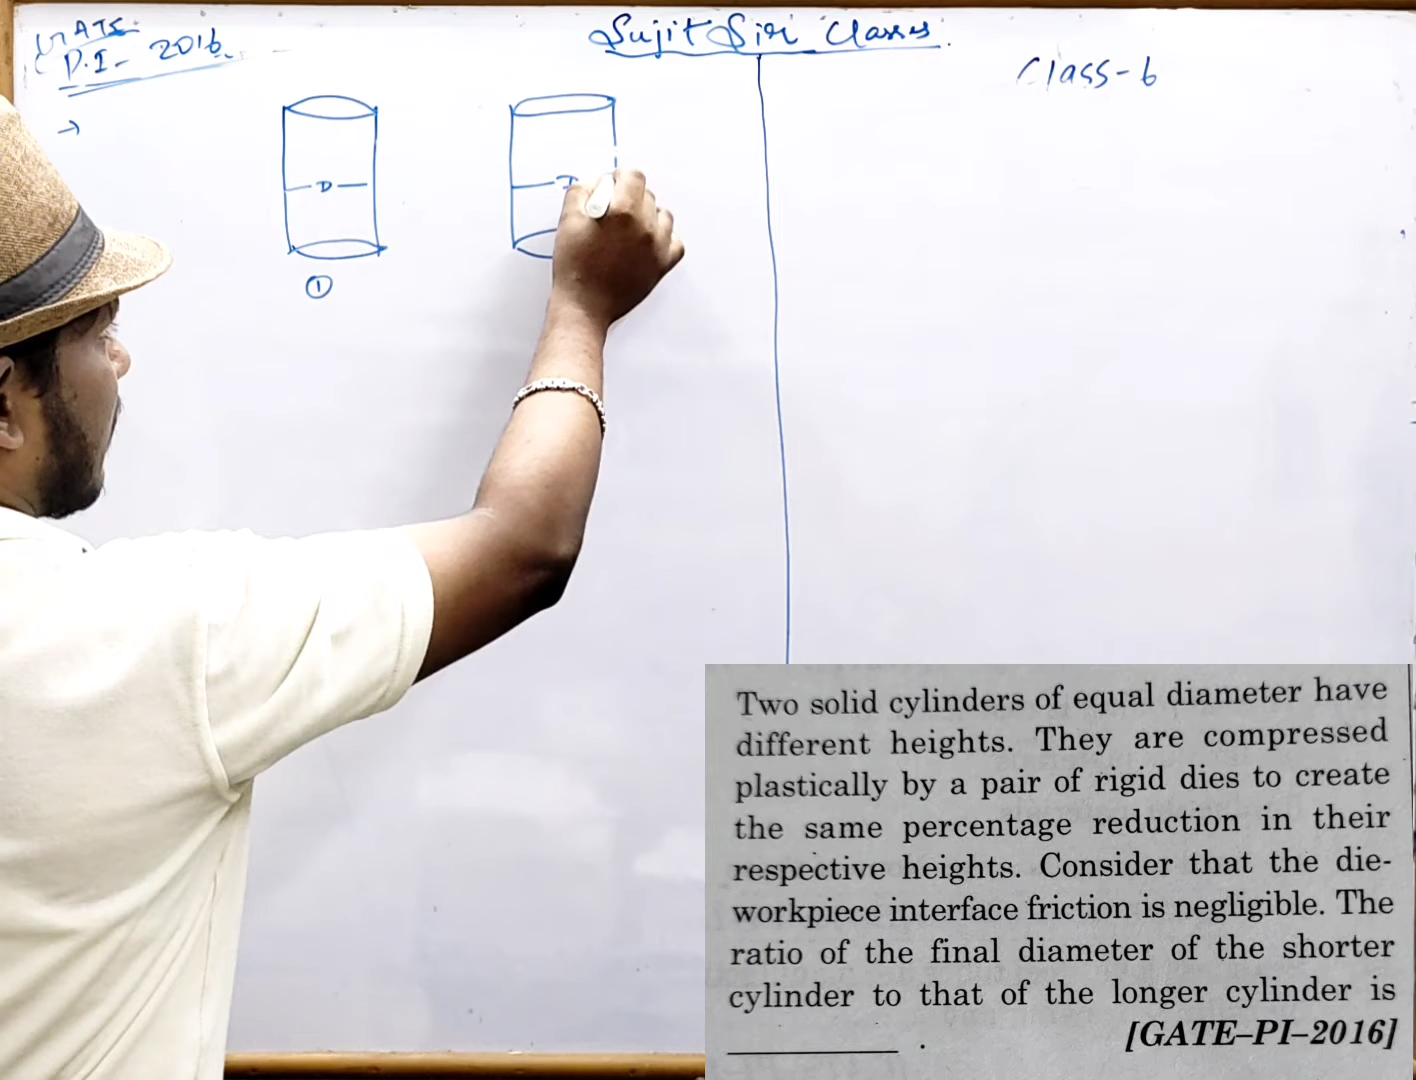 GATE
P.I- 2016
Sujit Sir Classes
Class-6
→
D
①
Two solid cylinders of equal diameter have
different heights. They are compressed
plastically by a pair of rigid dies to create
the same percentage reduction in their
respective heights. Consider that the die-
workpiece interface friction is negligible. The
ratio of the final diameter of the shorter
cylinder to that of the longer cylinder is
__________ .
[GATE–PI–2016]